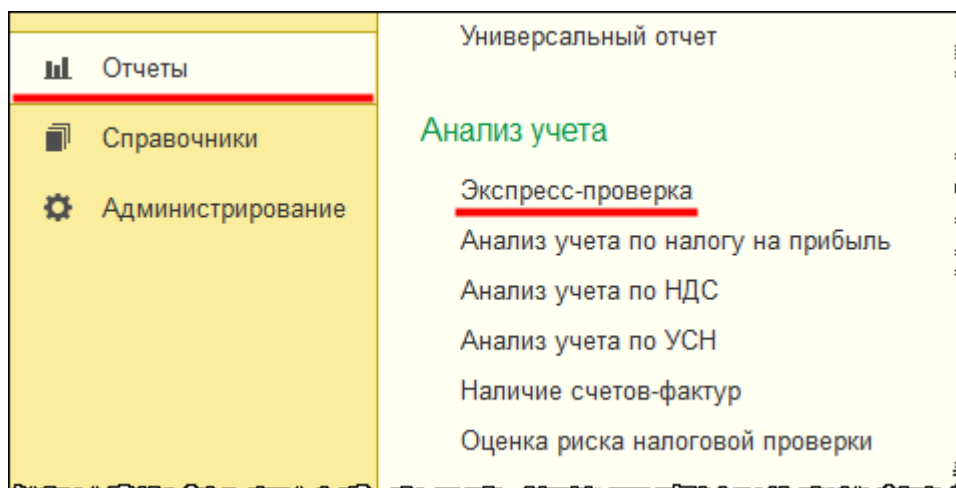 Отчеты
Справочники
Администрирование
Универсальный отчет
Анализ учета
Экспресс-проверка
Анализ учета по налогу на прибыль
Анализ учета по НДС
Анализ учета по УСН
Наличие счетов-фактур
Оценка риска налоговой проверки